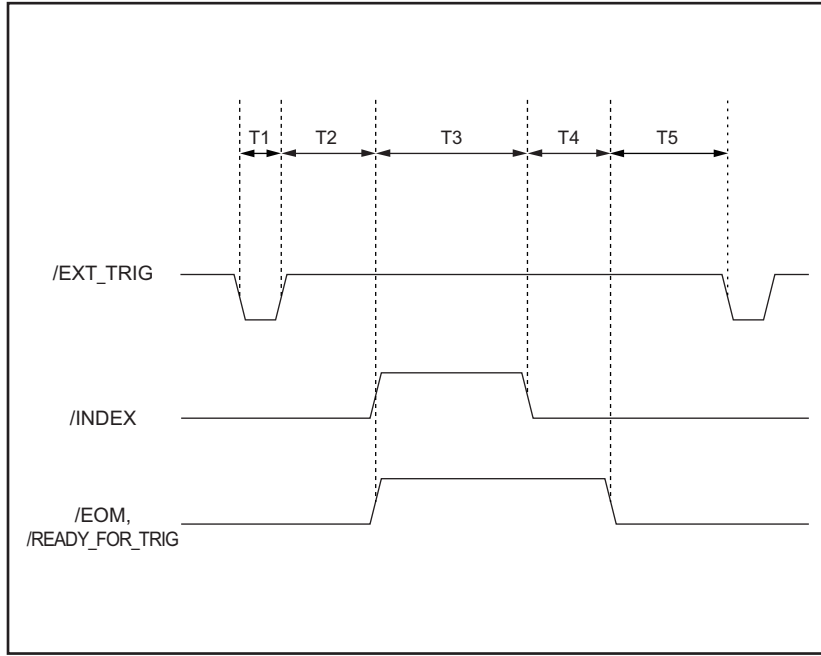 T1 T2 T3 T4 T5
/EXT_TRIG
/INDEX
/EOM,
/READY_FOR_TRIG